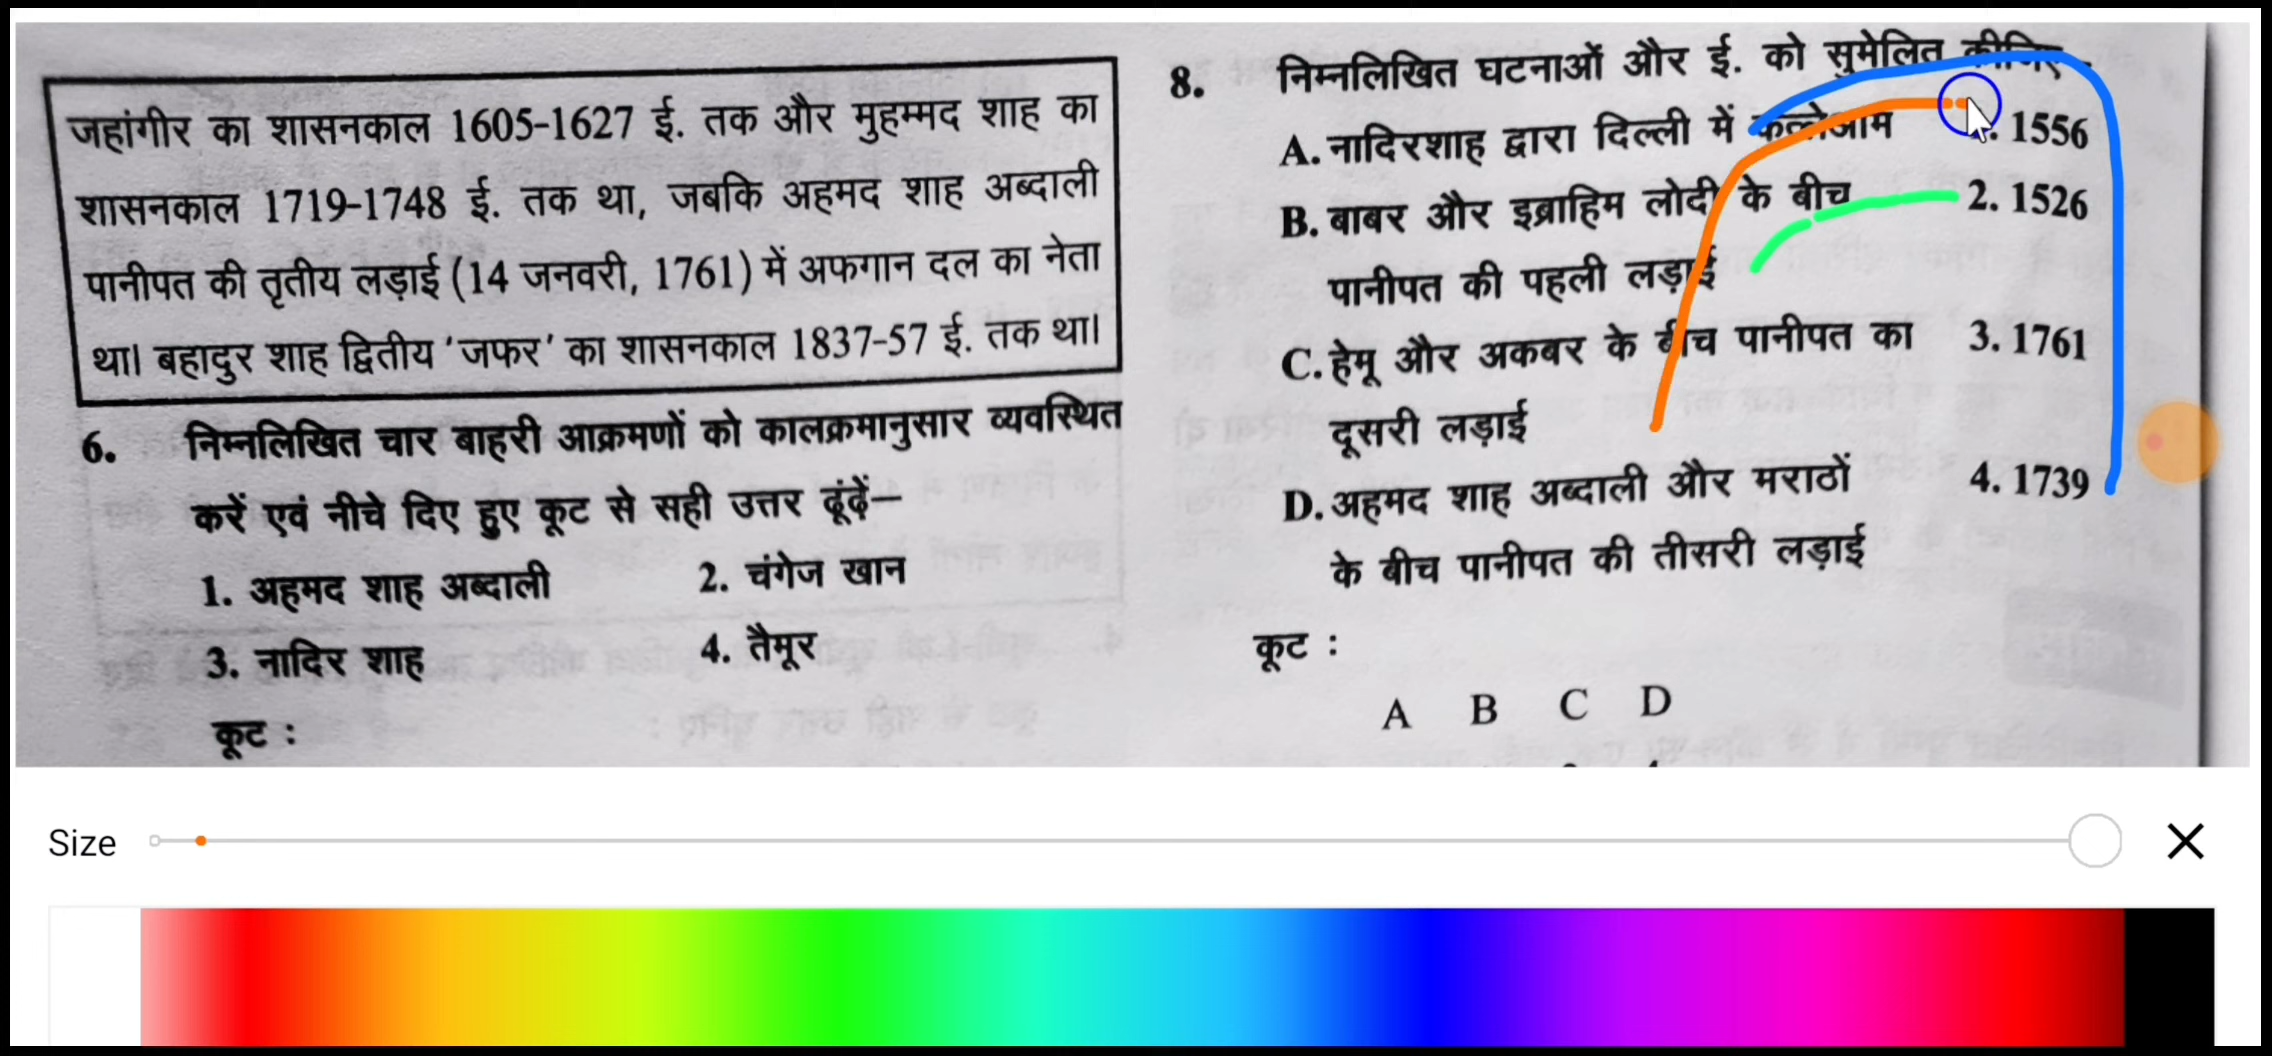 जहांगीर का शासनकाल 1605-1627 ई. तक और मुहम्मद शाह का
शासनकाल 1719-1748 ई. तक था, जबकि अहमद शाह अब्दाली
पानीपत की तृतीय लड़ाई (14 जनवरी, 1761) में अफगान दल का नेता
था। बहादुर शाह द्वितीय 'जफर' का शासनकाल 1837-57 ई. तक था।
6. निम्नलिखित चार बाहरी आक्रमणों को कालक्रमानुसार व्यवस्थित
करें एवं नीचे दिए हुए कूट से सही उत्तर ढूंढ़ें—
1. अहमद शाह अब्दाली 2. चंगेज खान
3. नादिर शाह 4. तैमूर
कूट :
8. निम्नलिखित घटनाओं और ई. को सुमेलित कीजिए-
A. नादिरशाह द्वारा दिल्ली में कत्लेआम 1556
B. बाबर और इब्राहिम लोदी के बीच 2. 1526
पानीपत की पहली लड़ाई
C. हेमू और अकबर के बीच पानीपत का 3. 1761
दूसरी लड़ाई
D. अहमद शाह अब्दाली और मराठों 4. 1739
के बीच पानीपत की तीसरी लड़ाई
कूट :
A B C D
Size